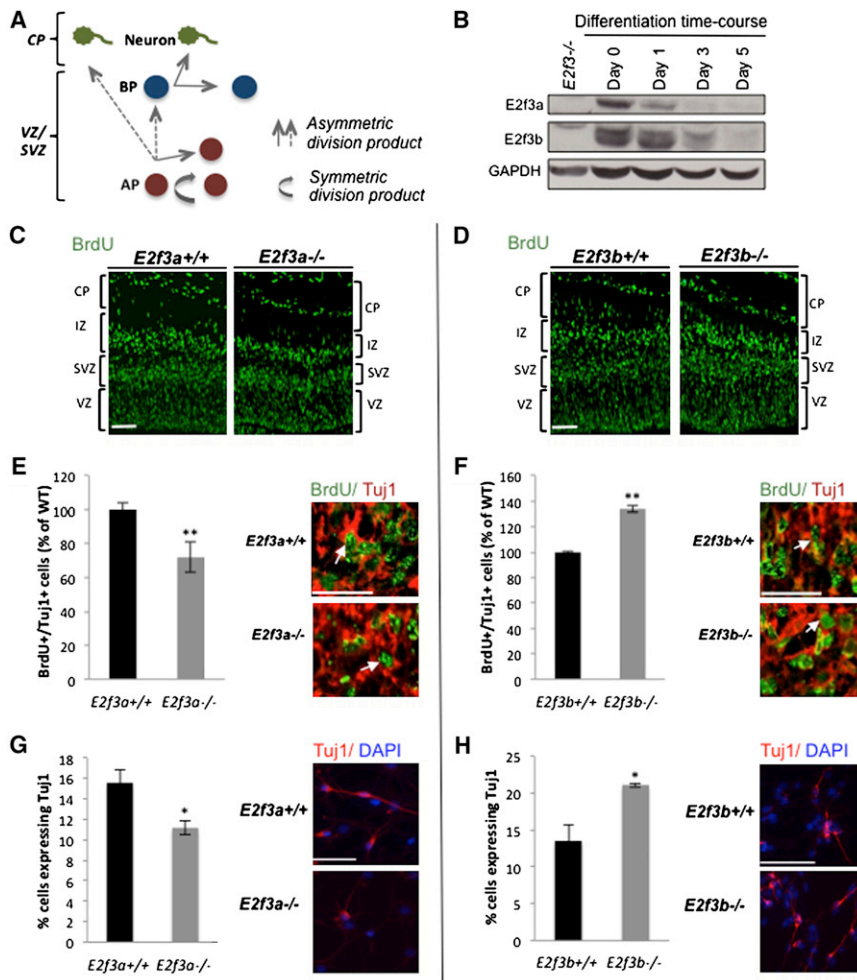 A
CP
Neuron
BP
VZ/
SVZ
AP
Asymmetric
division product
Symmetric
division product
B
Differentiation time-course
E2f3-/-
Day 0
Day 1
Day 3
Day 5
E2f3a
E2f3b
GAPDH
C
BrdU
E2f3a+/+
E2f3a-/-
CP
IZ
SVZ
VZ
CP
IZ
SVZ
VZ
D
BrdU
E2f3b+/+
E2f3b-/-
CP
IZ
SVZ
VZ
CP
IZ
SVZ
VZ
E
BrdU+/Tuj1+ cells (% of WT)
120
100
80
60
40
20
0
**
E2f3a+/+
E2f3a-/-
BrdU/ Tuj1
E2f3a+/+
E2f3a-/-
F
BrdU+/Tuj1+ cells (% of WT)
160
140
120
100
80
60
40
20
0
**
E2f3b+/+
E2f3b-/-
BrdU/ Tuj1
E2f3b+/+
E2f3b-/-
G
% cells expressing Tuj1
18
16
14
12
10
8
6
4
2
0
*
E2f3a+/+
E2f3a-/-
Tuj1/ DAPI
E2f3a+/+
E2f3a-/-
H
% cells expressing Tuj1
25
20
15
10
5
0
*
E2f3b+/+
E2f3b-/-
Tuj1/ DAPI
E2f3b+/+
E2f3b-/-